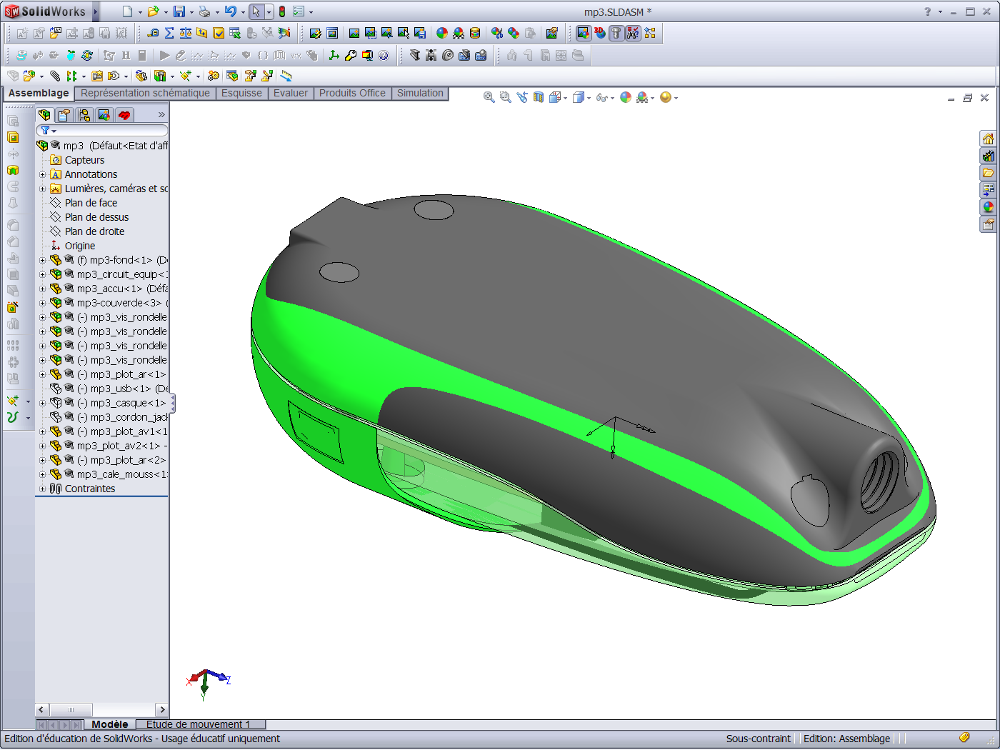 SolidWorks
mp3.SLDASM *
?
Assemblage
Représentation schématique
Esquisse
Evaluer
Produits Office
Simulation
mp3 (Défaut<Etat d'aff
Capteurs
Annotations
Lumières, caméras et sc
Plan de face
Plan de dessus
Plan de droite
Origine
(f) mp3-fond<1> (D
mp3_circuit_equip<
mp3_accu<1> (Défa
mp3-couvercle<3> (
(-) mp3_vis_rondelle
(-) mp3_vis_rondelle
(-) mp3_vis_rondelle
(-) mp3_vis_rondelle
(-) mp3_plot_ar<1>
(-) mp3_usb<1> (De
(-) mp3_casque<1>
(-) mp3_cordon_jack
(-) mp3_plot_av1<1
mp3_plot_av2<1> -
(-) mp3_plot_ar<2>
mp3_cale_mouss<1
Contraintes
X
Y
Z
Modèle
Etude de mouvement 1
Edition d'éducation de SolidWorks - Usage éducatif uniquement
Sous-contraint
Edition: Assemblage